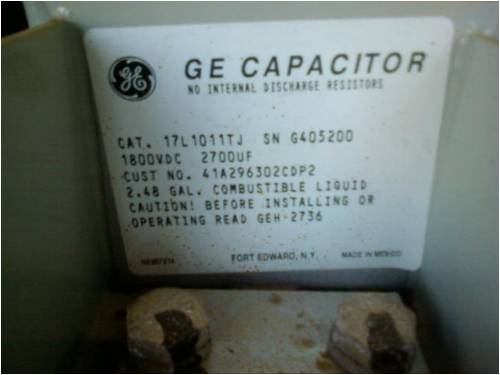 GE
GE CAPACITOR
NO INTERNAL DISCHARGE RESISTORS
CAT. 17L1011TJ SN G405200
1800VDC 2700UF
CUST NO. 41A296302CDP2
2.48 GAL. COMBUSTIBLE LIQUID
CAUTION! BEFORE INSTALLING OR
OPERATING READ GEH-2736
FORT EDWARD, N.Y. MADE IN MEXICO